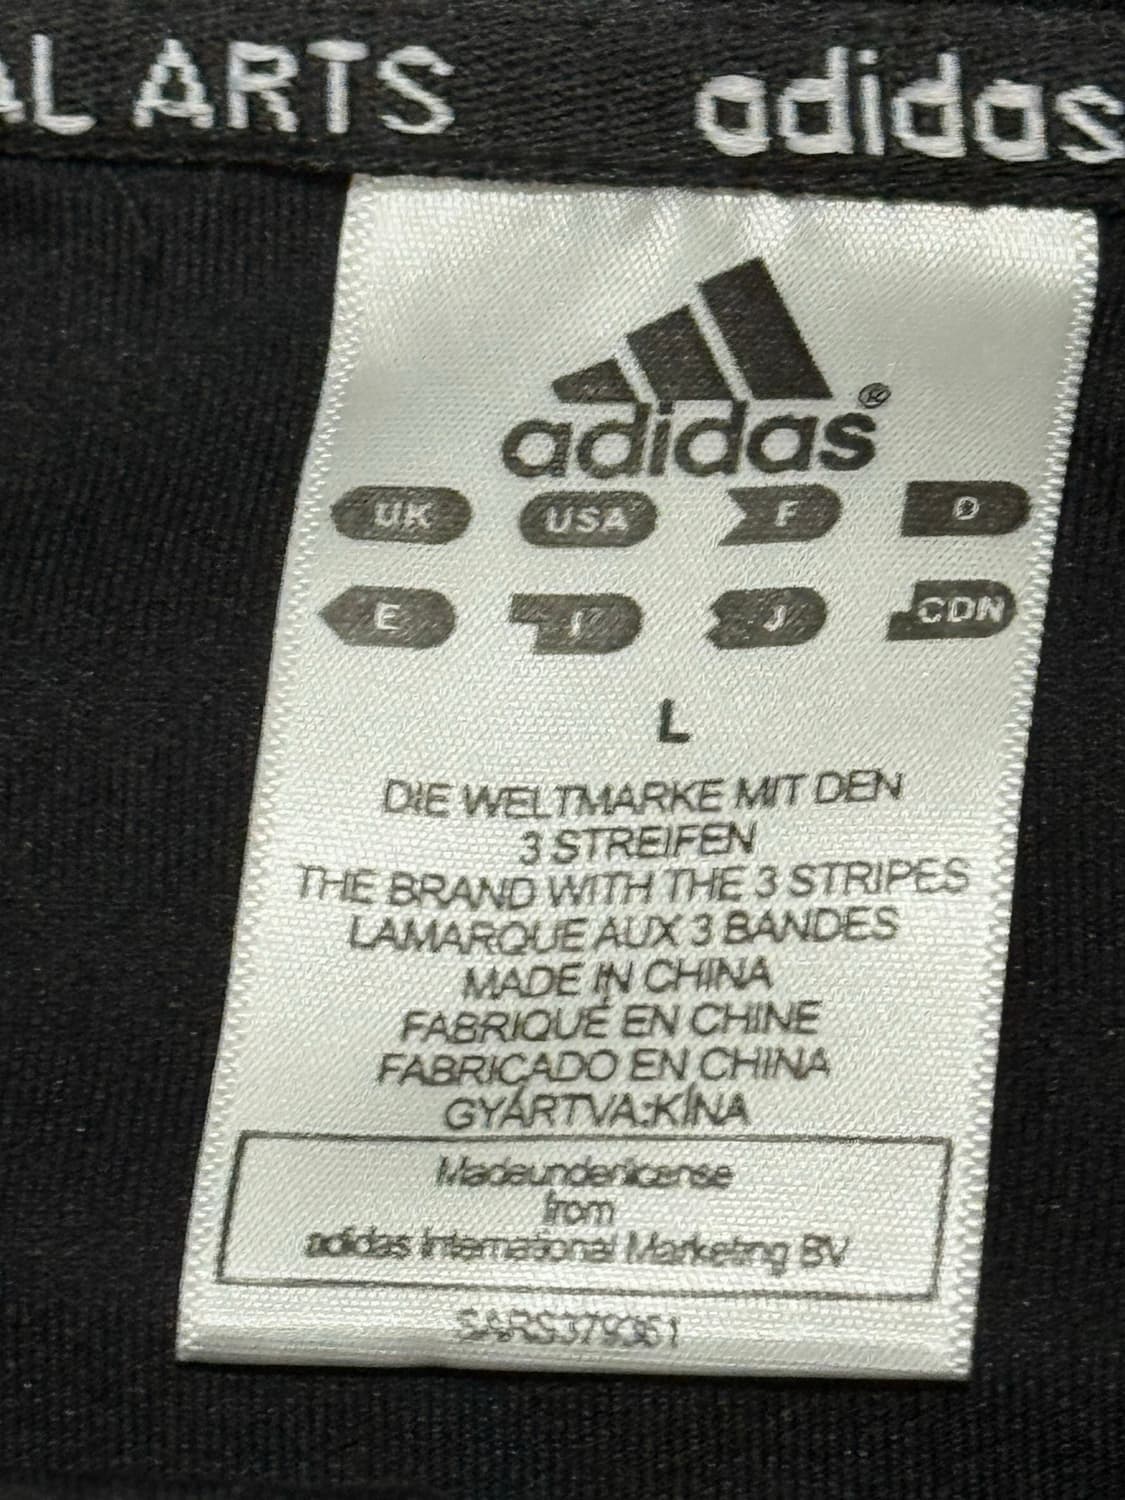 AL ARTS adidas
adidas®
UK USA F D
E I J CDN
L
DIE WELTMARKE MIT DEN
3 STREIFEN
THE BRAND WITH THE 3 STRIPES
LAMARQUE AUX 3 BANDES
MADE IN CHINA
FABRIQUÉ EN CHINE
FABRICADO EN CHINA
GYÁRTVA:KÍNA
Madeunderlicense
from
adidas International Marketing BV
SARS379361